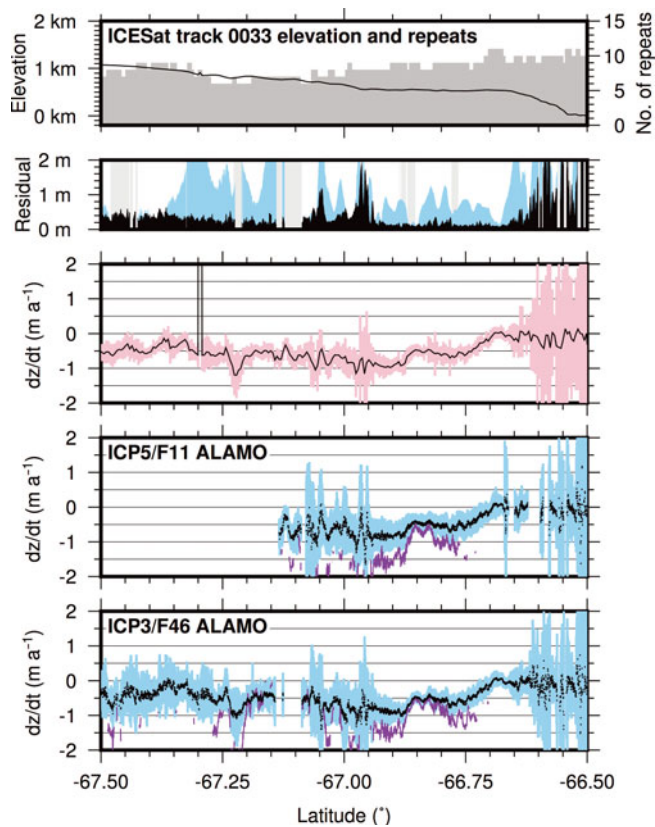 ICESat track 0033 elevation and repeats
Elevation
2 km
1 km
0 km
No. of repeats
15
10
5
0
Residual
2 m
1 m
0 m
dz/dt (m a⁻¹)
2
1
0
-1
-2
ICP5/F11 ALAMO
dz/dt (m a⁻¹)
2
1
0
-1
-2
ICP3/F46 ALAMO
dz/dt (m a⁻¹)
2
1
0
-1
-2
-67.50 -67.25 -67.00 -66.75 -66.50
Latitude (˚)